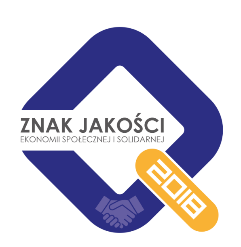 ZNAK JAKOŚCI
EKONOMII SPOŁECZNEJ I SOLIDARNEJ
2018